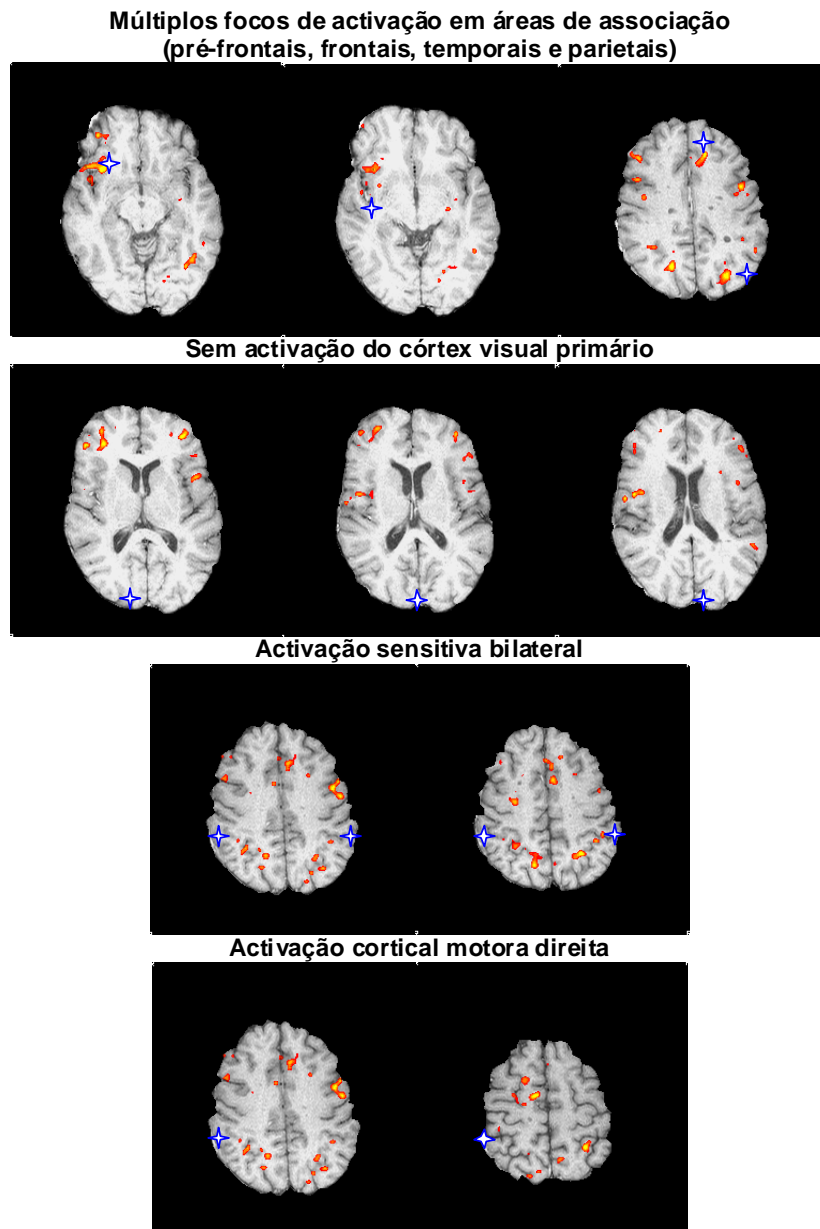 Múltiplos focos de activação em áreas de associação
(pré-frontais, frontais, temporais e parietais)
Sem activação do córtex visual primário
Activação sensitiva bilateral
Activação cortical motora direita